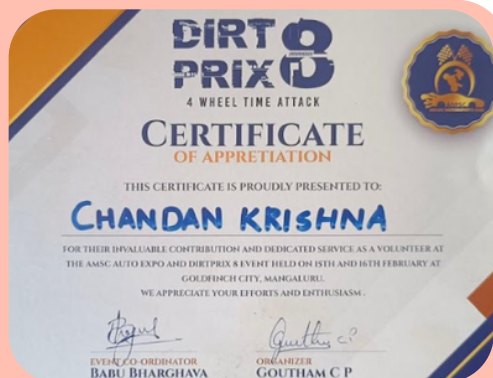 DIRT
PRIX 8
4 WHEEL TIME ATTACK
CERTIFICATE
OF APPRETIATION
THIS CERTIFICATE IS PROUDLY PRESENTED TO:
CHANDAN KRISHNA
FOR THEIR INVALUABLE CONTRIBUTION AND DEDICATED SERVICE AS A VOLUNTEER AT
THE AMSC AUTO EXPO AND DIRTPRIX 8 EVENT HELD ON 15TH AND 16TH FEBRUARY AT
GOLDFINCH CITY, MANGALURU.
WE APPRECIATE YOUR EFFORTS AND ENTHUSIASM .
EVENT CO-ORDINATOR
BABU BHARGHAVA
ORGANIZER
GOUTHAM C P